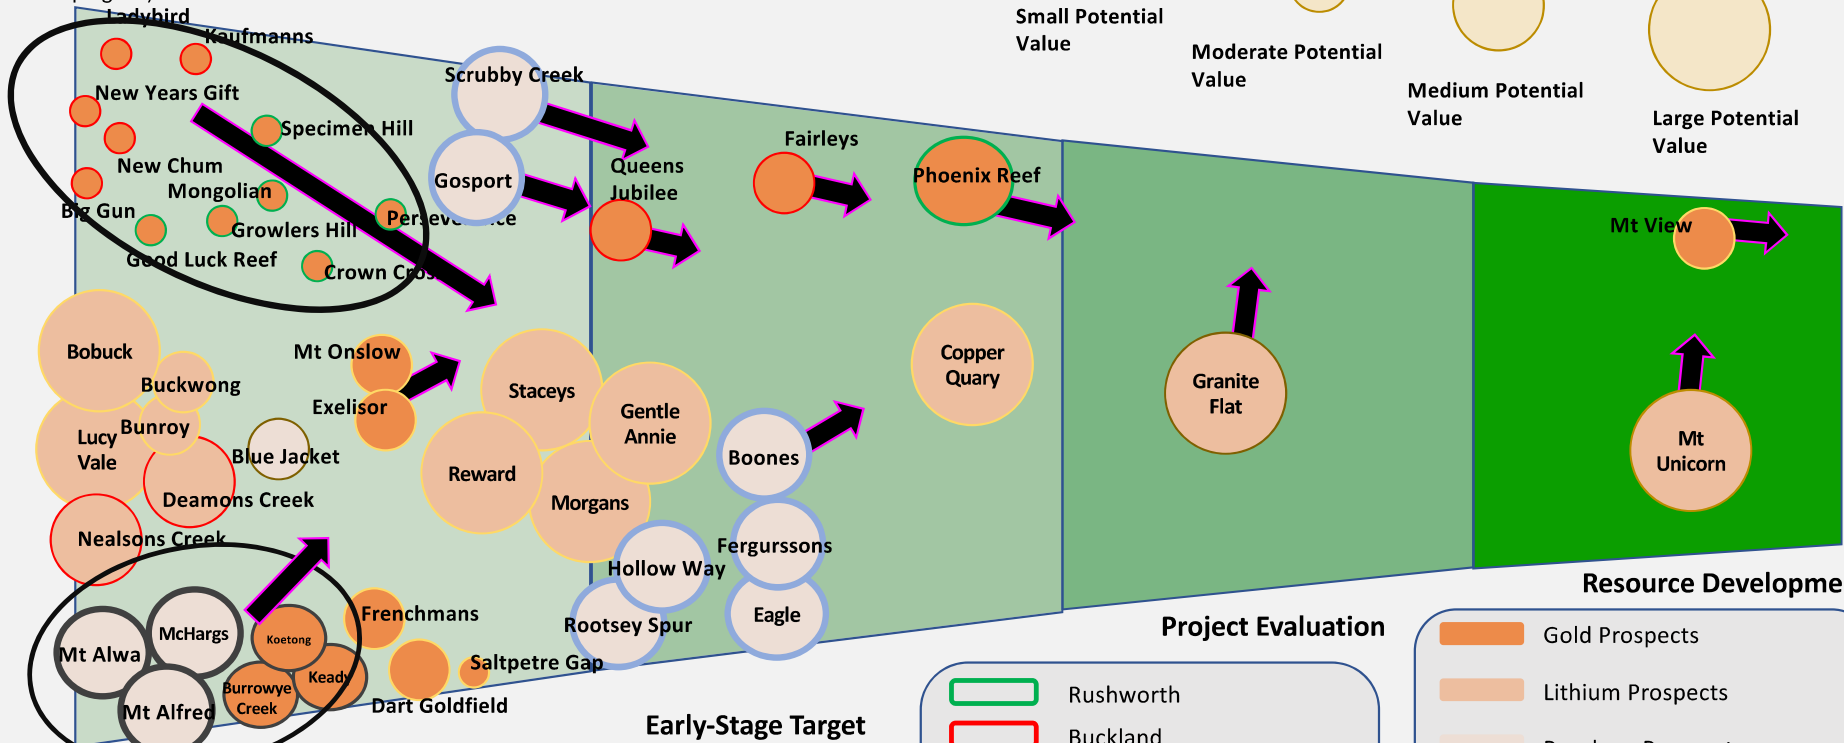 Ladybird
Kaufmanns
New Years Gift
Specimen Hill
New Chum
Mongolian
Big Gun
Growlers Hill
Perseverance
Good Luck Reef
Crown Cross
Scrubby Creek
Gosport
Queens
Jubilee
Fairleys
Phoenix Reef
Small Potential
Value
Moderate Potential
Value
Medium Potential
Value
Large Potential
Value
Mt View
Bobuck
Buckwong
Lucy
Vale
Bunroy
Blue Jacket
Deamons Creek
Nealsons Creek
Mt Onslow
Exelisor
Staceys
Reward
Gentle
Annie
Morgans
Copper
Quary
Boones
Granite
Flat
Mt
Unicorn
Hollow Way
Fergurssons
Rootsey Spur
Eagle
Mt Alwa
McHargs
Koetong
Keady
Burrowye
Creek
Mt Alfred
Frenchmans
Saltpetre Gap
Dart Goldfield
Early-Stage Target
Project Evaluation
Resource Developme
Rushworth
Buckland
Gold Prospects
Lithium Prospects